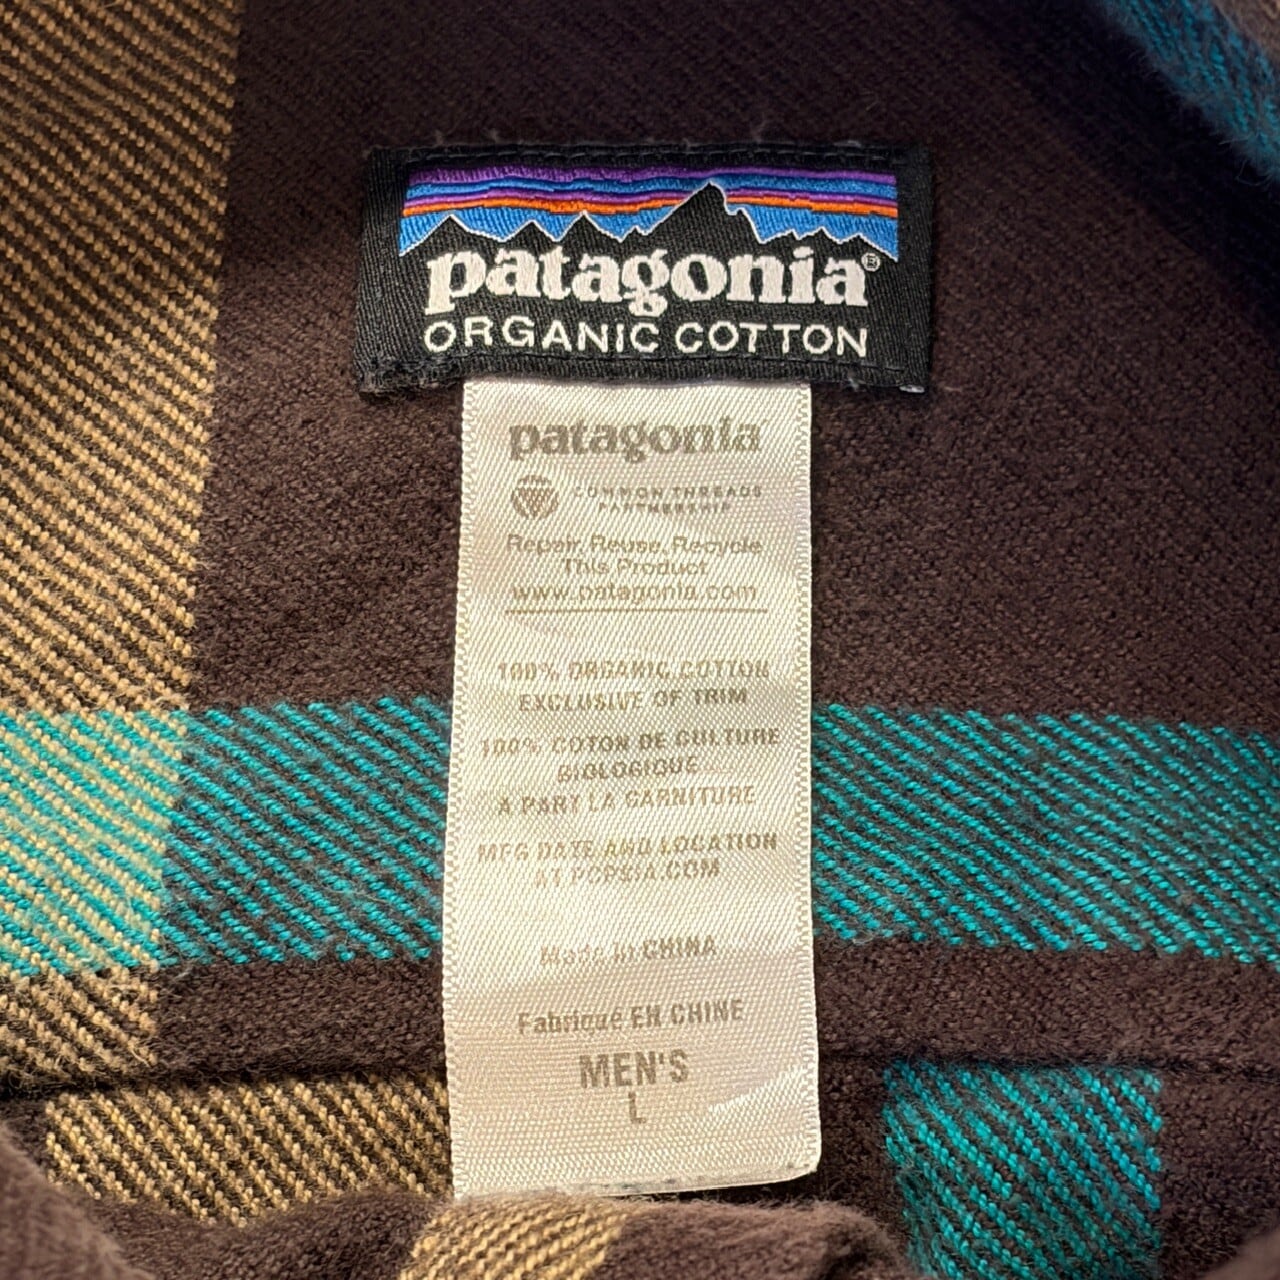 patagonia®
ORGANIC COTTON
patagonia
COMMON THREADS
PARTNERSHIP
Repair, Reuse, Recycle
This Product
www.patagonia.com
100% ORGANIC COTTON
EXCLUSIVE OF TRIM
100% COTON DE CULTURE
BIOLOGIQUE
A PART LA GARNITURE
MFG DATE AND LOCATION
AT POPSIA.COM
Made in CHINA
Fabriqué EN CHINE
MEN'S
L